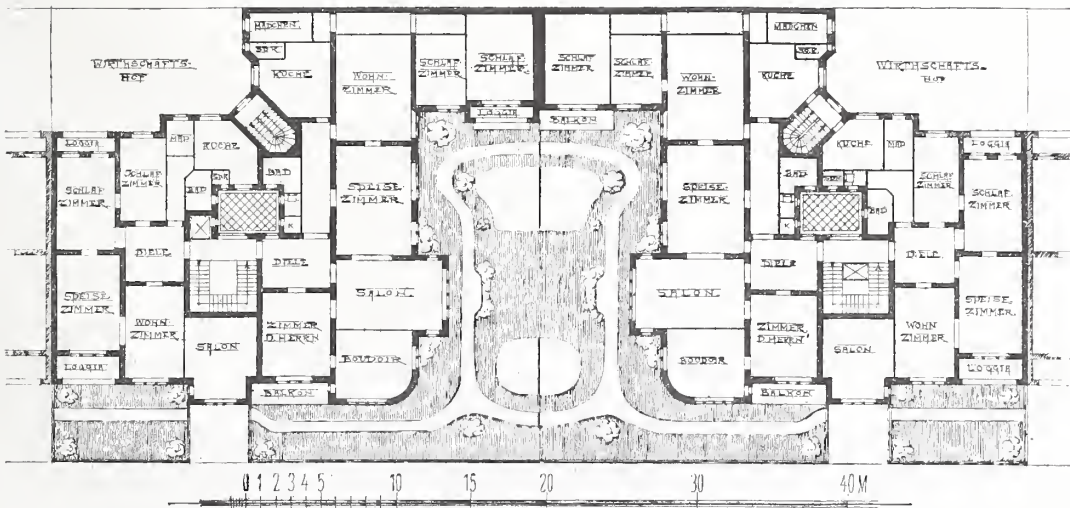 MÄDCHEN
SDR.
KÜCHE
WIRTHSCHAFTS-
HOF
WOHN-
ZIMMER
SCHLAF
ZIMMER
SCHLAF
ZIMMER
LOGGIA
SCHLAF
ZIMMER
BALKON
SCHLAF
ZIMMER
WOHN-
ZIMMER
MÄDCHEN
KÜCHE
WIRTHSCHAFTS-
HOF
LOGGIA
SCHLAF
ZIMMER
SCHLAF
ZIMMER
KÜCHE
BAD
SDR.
BAD
K
SPEISE-
ZIMMER
SPEISE-
ZIMMER
BAD
K
KÜCHE
BAD
SCHLAF
ZIMMER
LOGGIA
SCHLAF
ZIMMER
DIELE
DIELE
DIELE
DIELE
SPEISE-
ZIMMER
WOHN-
ZIMMER
SALON
ZIMMER
D. HERRN
SALON
BOUDOIR
SALON
BOUDOIR
ZIMMER
D. HERRN
SALON
WOHN
ZIMMER
SPEISE-
ZIMMER
LOGGIA
BALKON
BALKON
LOGGIA
0 1 2 3 4 5 10 15 20 30 40 M